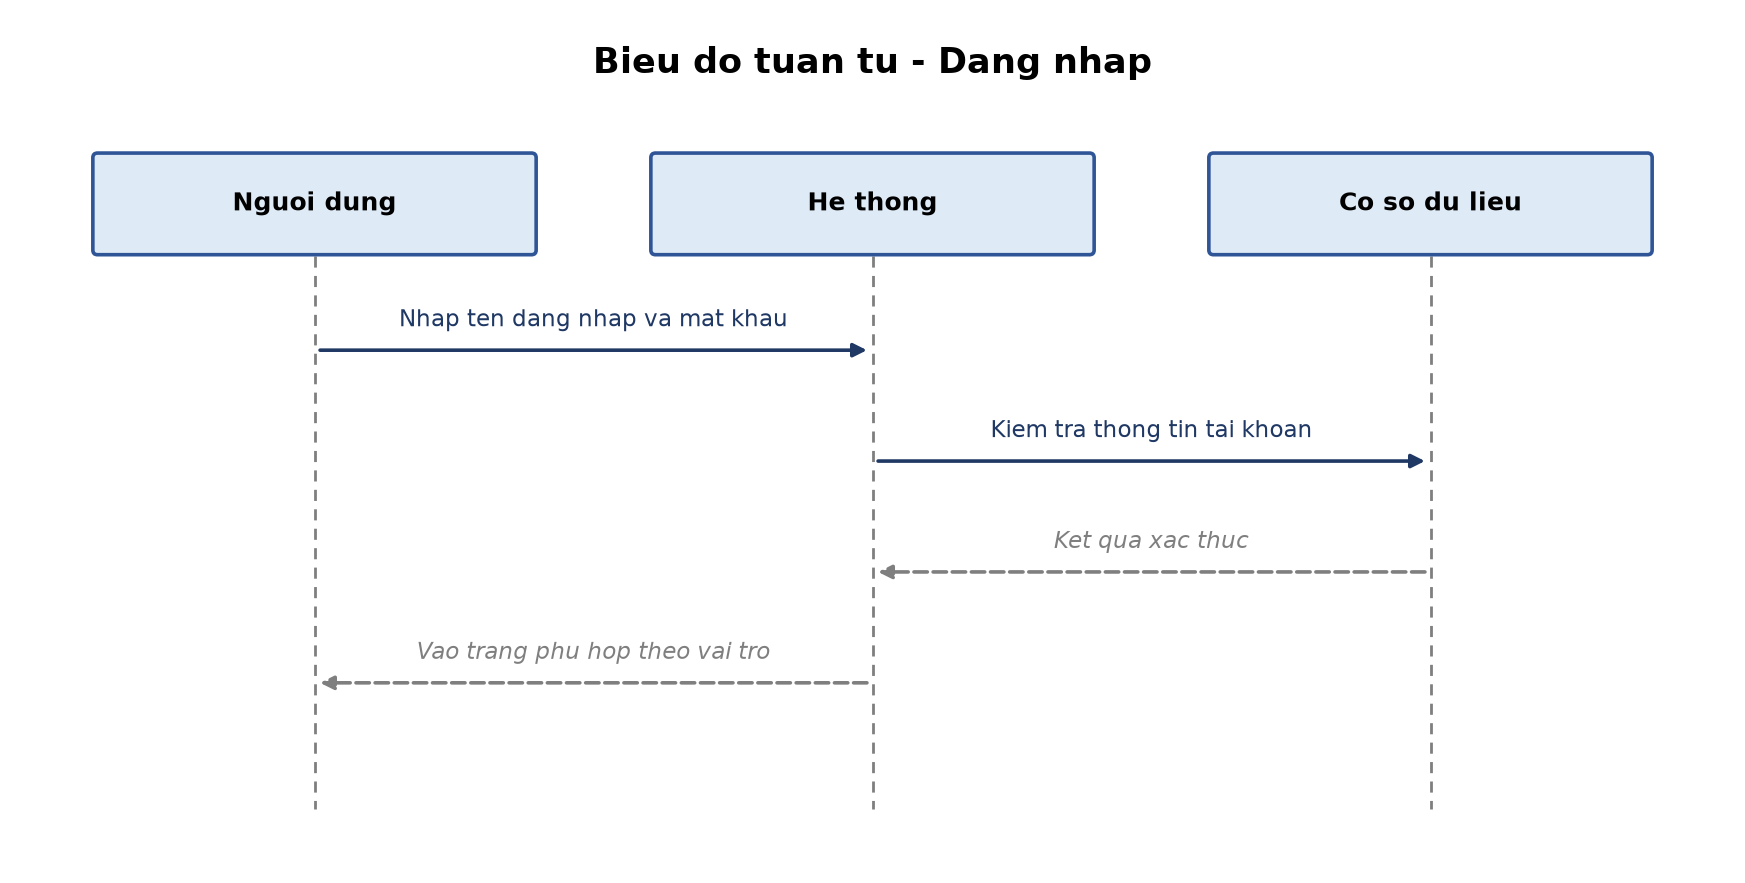 Bieu do tuan tu - Dang nhap
Nguoi dung
He thong
Co so du lieu
Nhap ten dang nhap va mat khau
Kiem tra thong tin tai khoan
Ket qua xac thuc
Vao trang phu hop theo vai tro